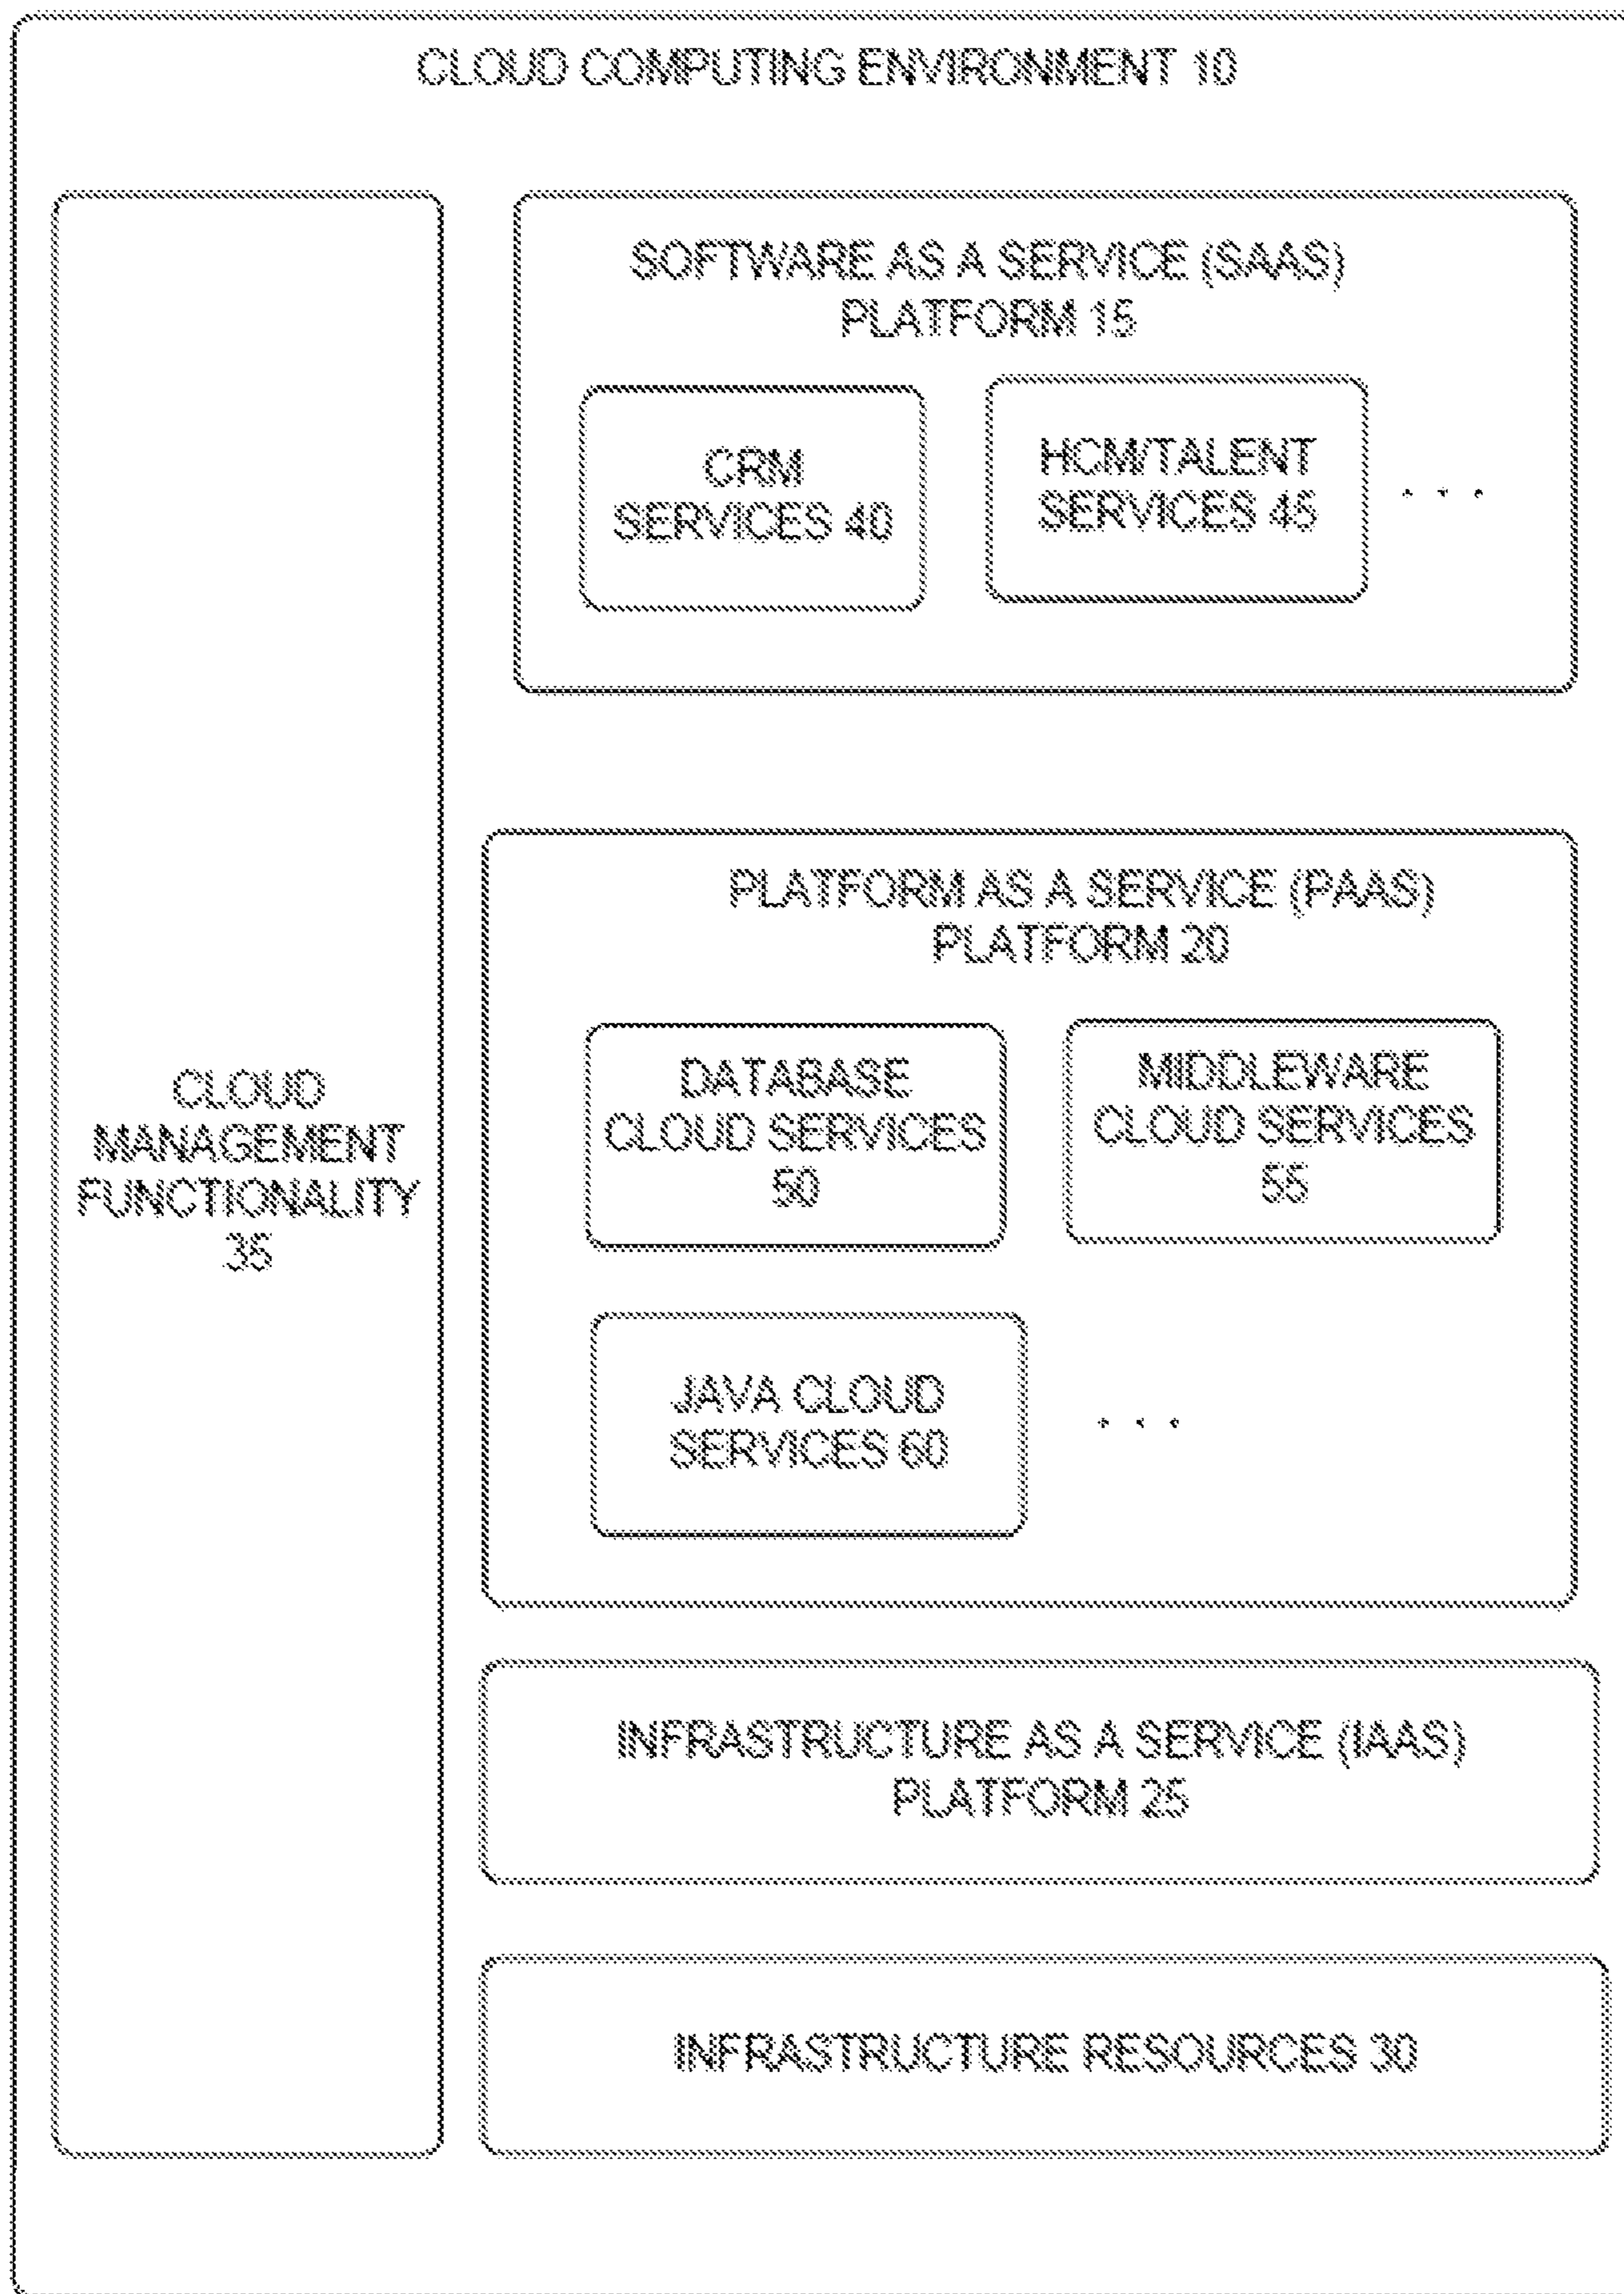 CLOUD COMPUTING ENVIRONMENT 10
SOFTWARE AS A SERVICE (SAAS)
PLATFORM 15
CRM
SERVICES 40
HCM/TALENT
SERVICES 45
. . .
PLATFORM AS A SERVICE (PAAS)
PLATFORM 20
DATABASE
CLOUD SERVICES
50
MIDDLEWARE
CLOUD SERVICES
55
CLOUD
MANAGEMENT
FUNCTIONALITY
35
JAVA CLOUD
SERVICES 60
. . .
INFRASTRUCTURE AS A SERVICE (IAAS)
PLATFORM 25
INFRASTRUCTURE RESOURCES 30